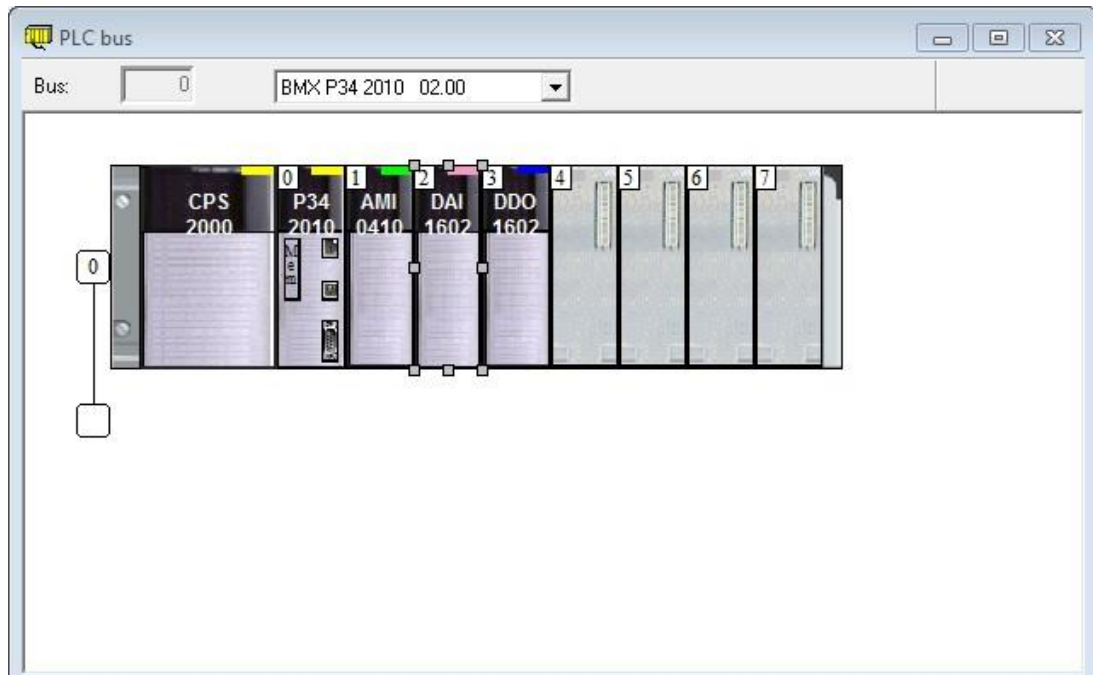 PLC bus
Bus: 0 BMX P34 2010 02.00
0 1 2 3 4 5 6 7
CPS P34 AMI DAI DDO
2000 2010 0410 1602 1602
Mem
0